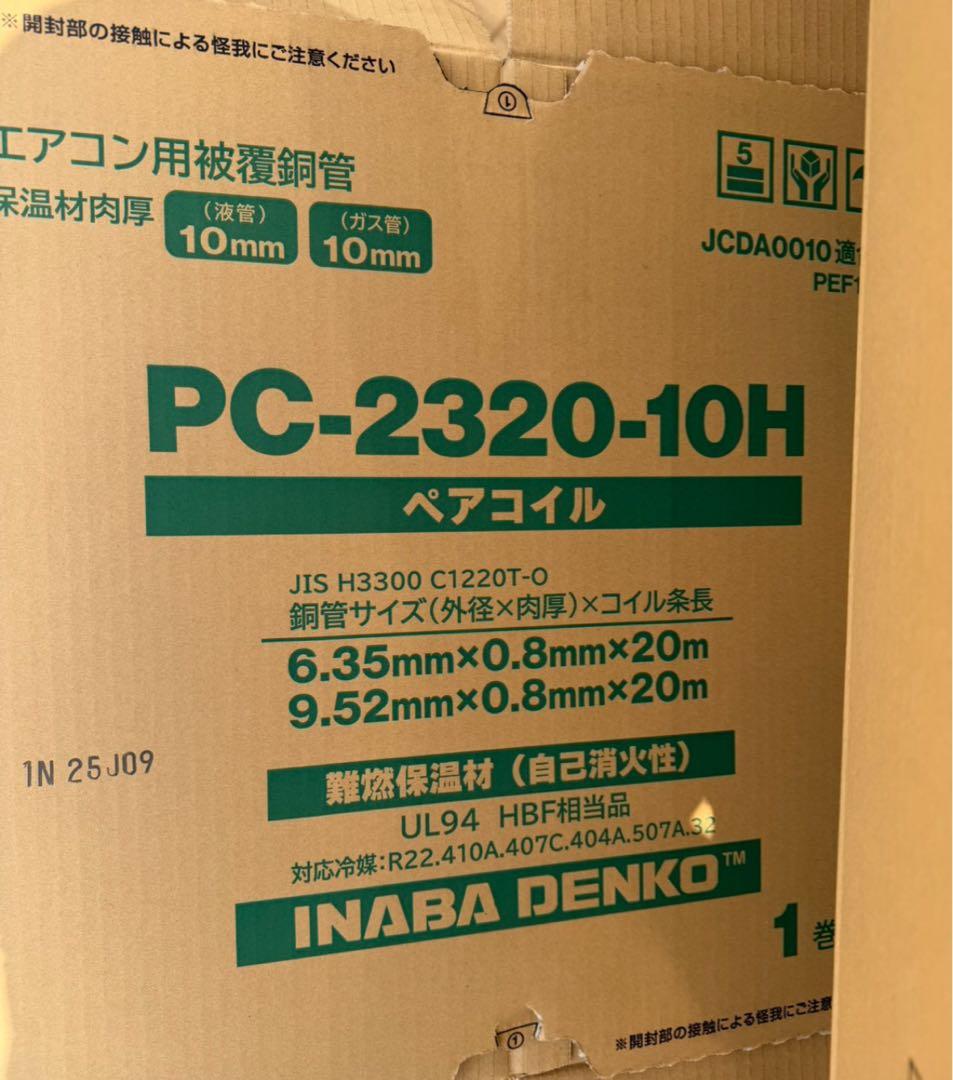 ※開封部の接触による怪我にご注意ください
①
エアコン用被覆銅管
保温材肉厚 (液管) 10mm (ガス管) 10mm
5
JCDA0010 適
PEF
PC-2320-10H
ペアコイル
JIS H3300 C1220T-O
銅管サイズ(外径×肉厚)×コイル条長
6.35mm×0.8mm×20m
9.52mm×0.8mm×20m
1N 25J09
難燃保温材(自己消火性)
UL94 HBF相当品
対応冷媒:R22.410A.407C.404A.507A.32
INABA DENKO™
1巻
①
※開封部の接触による怪我にご注意